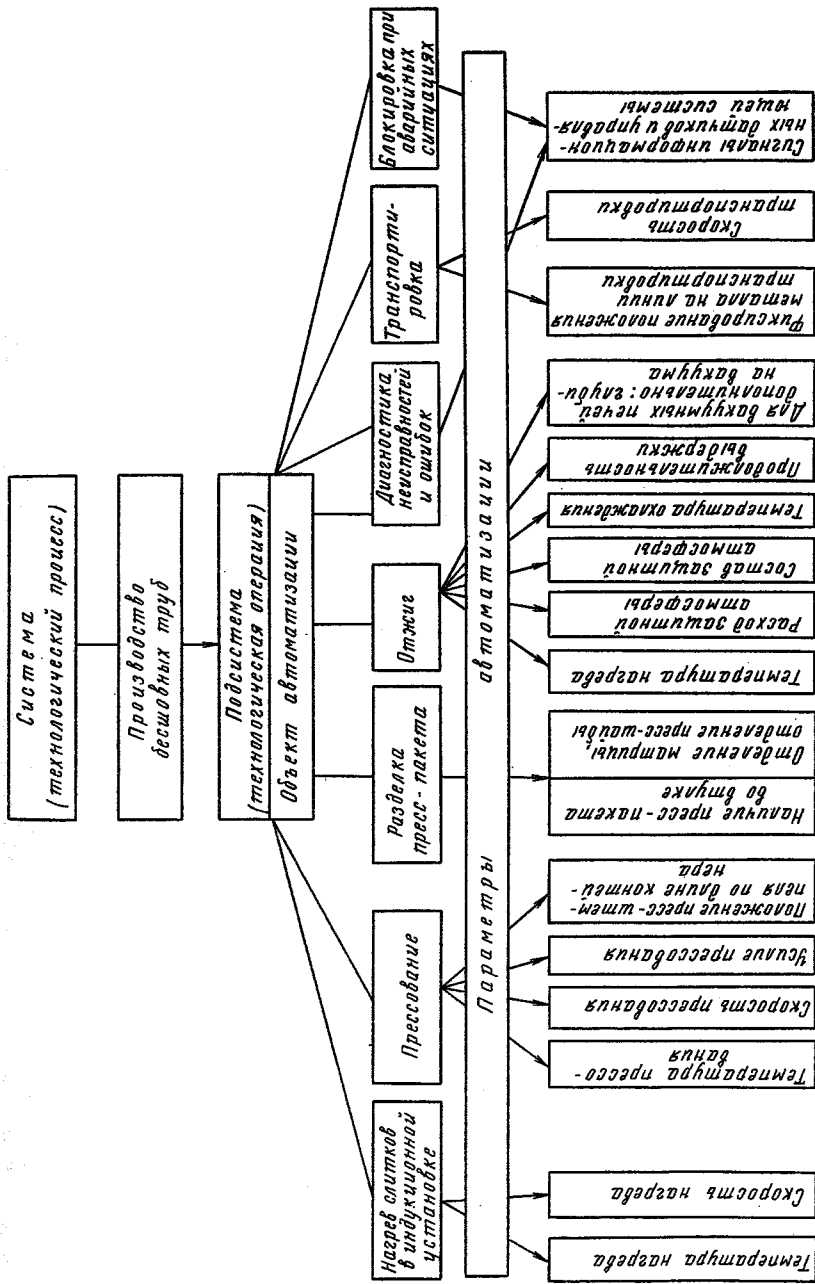 Система
(технологический процесс)
Производство
бесшовных труб
Подсистема
(технологическая операция)
Объект автоматизации
Нагрев слитков
в индукционной
установке
Прессование
Разделка
пресс-пакета
Отжиг
Диагностика
неисправностей
и ошибок
Транспорти-
ровка
Блокировка при
аварийных
ситуациях
Параметры автоматизации
Температура нагрева
Скорость нагрева
Температура прессо-
вания
Скорость прессования
Усилие прессования
Положение пресс-штем-
пеля по длине контей-
нера
Наличие пресс-пакета
во втулке
Отделение матрицы,
отделение пресс-шайбы
Температура нагрева
Расход защитной
атмосферы
Состав защитной
атмосферы
Температура охлаждения
Продолжительность
выдержки
Для вакуумных печей
дополнительно: глуби-
на вакуума
Фиксирование положения
металла на линии
транспортировки
Скорость
транспортировки
Сигналы информацион-
ных датчиков и управля-
ющей системы